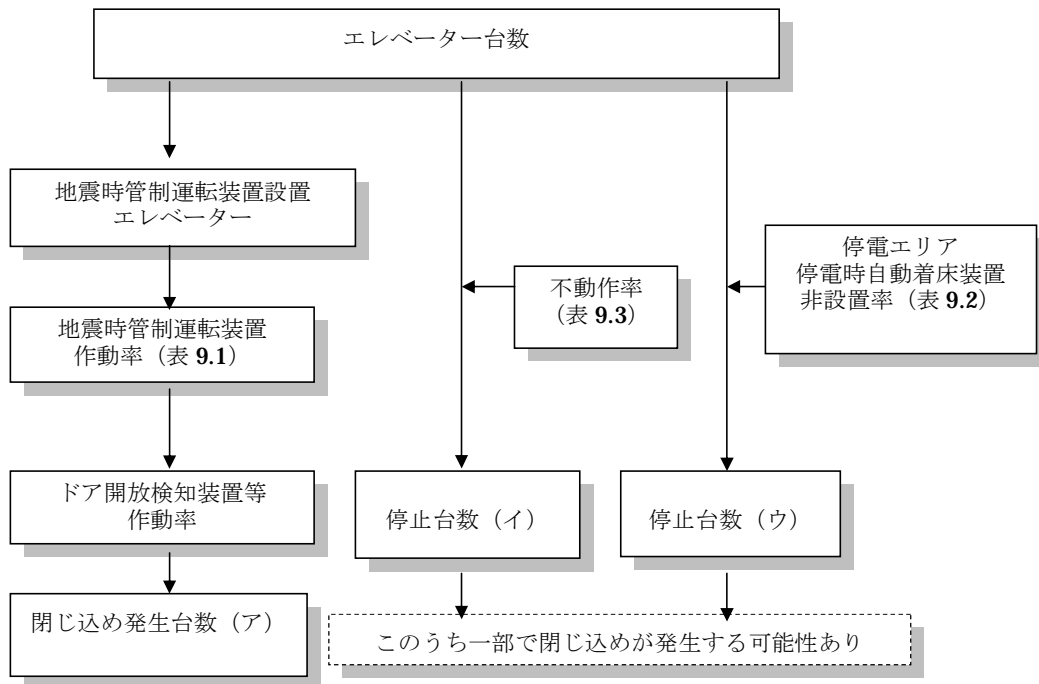 エレベーター台数
地震時管制運転装置設置
エレベーター
地震時管制運転装置
作動率（表 9.1）
ドア開放検知装置等
作動率
閉じ込め発生台数（ア）
不動作率
（表 9.3）
停止台数（イ）
停電エリア
停電時自動着床装置
非設置率（表 9.2）
停止台数（ウ）
このうち一部で閉じ込めが発生する可能性あり